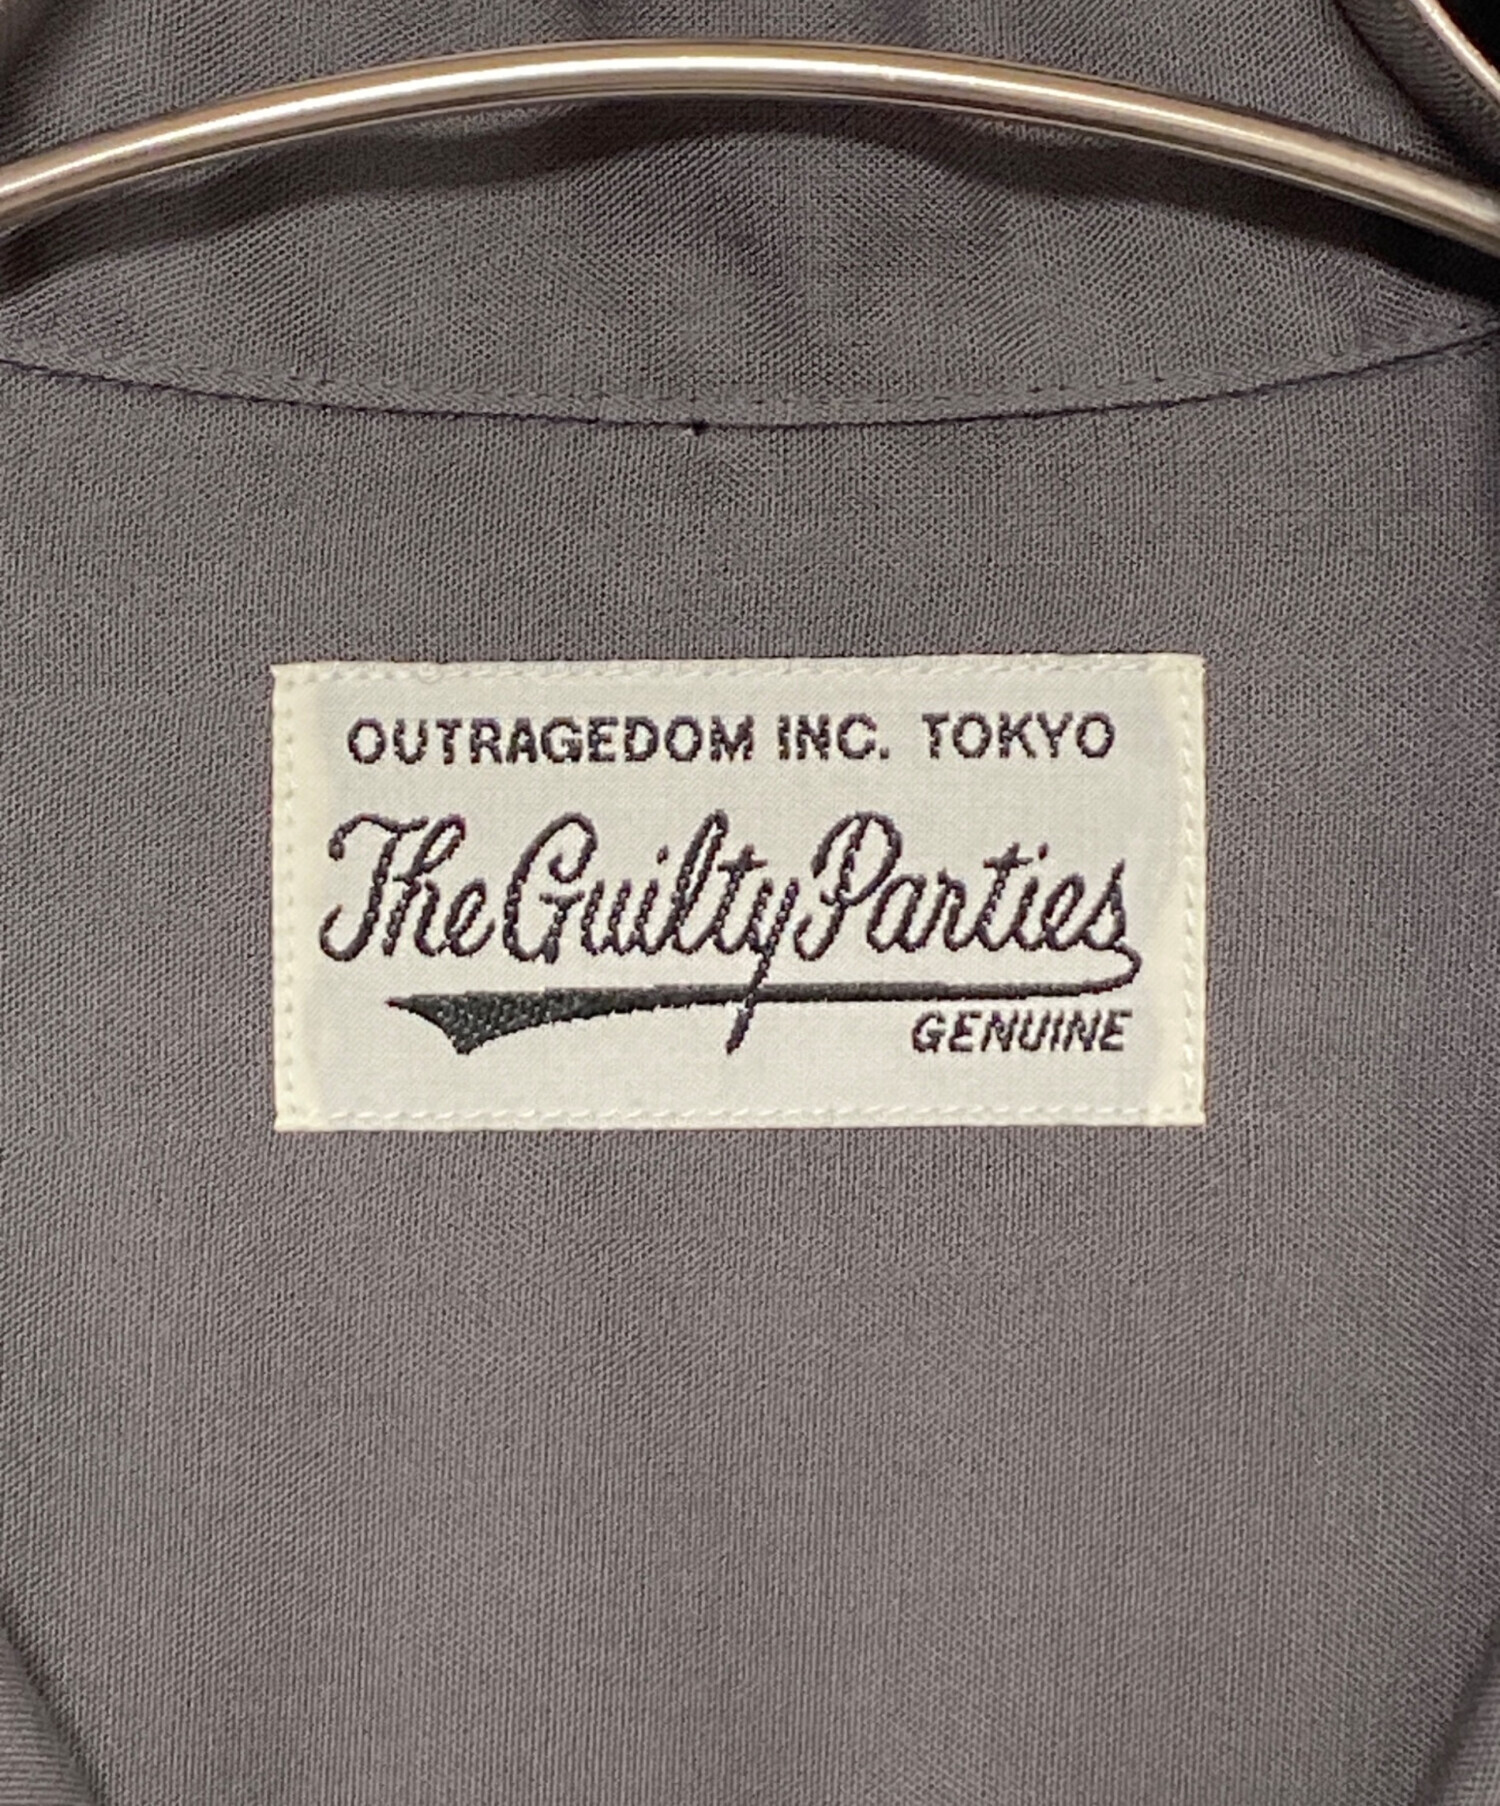 OUTRAGEDOM INC. TOKYO
The Guilty Parties
GENUINE